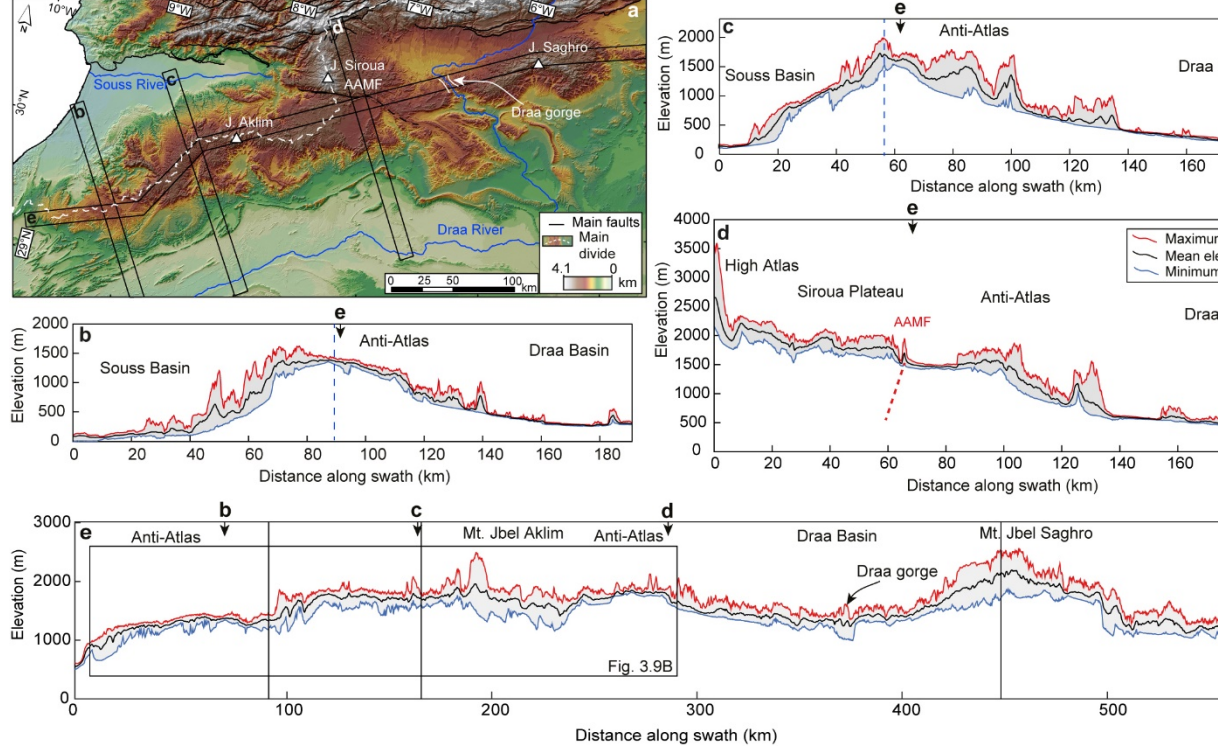 10°W
9°W
8°W
7°W
6°W
a
N
d
J. Saghro
J. Siroua
AAMF
Souss River
c
30°N
b
Draa gorge
J. Aklim
e
29°N
Draa River
Main faults
Main divide
4.1 0
km
0 25 50 100
km
c
e
Anti-Atlas
Souss Basin
Draa
Elevation (m)
2000
1500
1000
500
0
0 20 40 60 80 100 120 140 160
Distance along swath (km)
d
e
Maximum
Mean ele
Minimum
High Atlas
Siroua Plateau
AAMF
Anti-Atlas
Draa
Elevation (m)
4000
3500
3000
2500
2000
1500
1000
500
0
0 20 40 60 80 100 120 140 160
Distance along swath (km)
b
e
Anti-Atlas
Souss Basin
Draa Basin
Elevation (m)
2000
1500
1000
500
0
0 20 40 60 80 100 120 140 160 180
Distance along swath (km)
e
b
c
d
Anti-Atlas
Mt. Jbel Aklim
Anti-Atlas
Draa Basin
Mt. Jbel Saghro
Draa gorge
Fig. 3.9B
Elevation (m)
3000
2000
1000
0
0 100 200 300 400 500
Distance along swath (km)